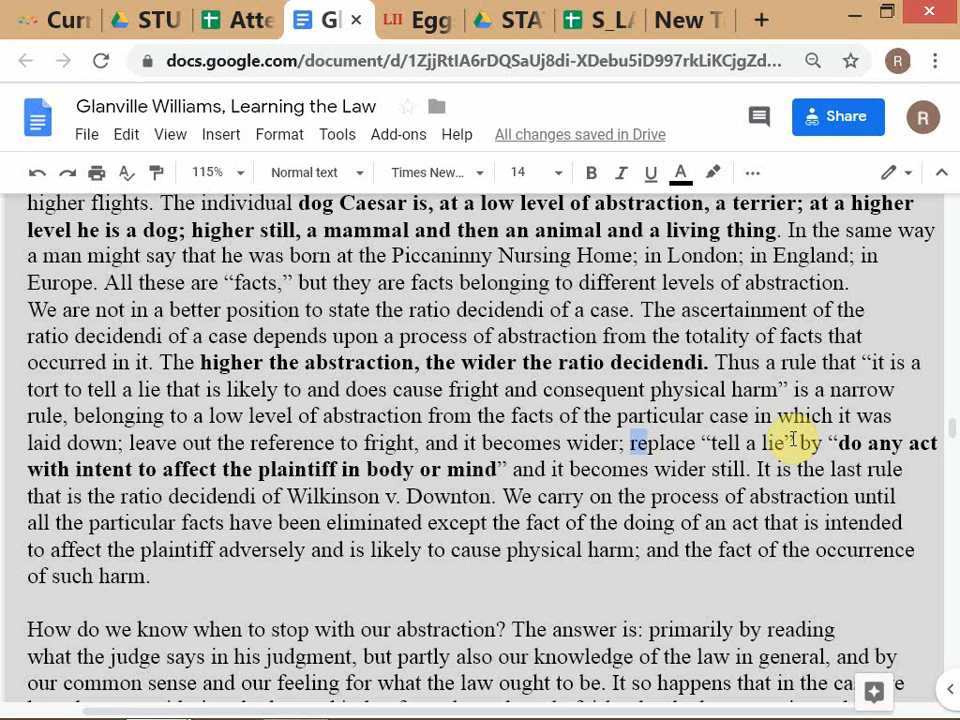 Curr
STU
Atte
Gl
Egg
STA
S_LA
New T
docs.google.com/document/d/1ZjjRtIA6rDQSaUj8di-XDebu5iD997rkLiKCjgZd...
R
Glanville Williams, Learning the Law
File Edit View Insert Format Tools Add-ons Help All changes saved in Drive
Share
R
115% Normal text Times New... 14 B I U A
higher flights. The individual dog Caesar is, at a low level of abstraction, a terrier; at a higher
level he is a dog; higher still, a mammal and then an animal and a living thing. In the same way
a man might say that he was born at the Piccaninny Nursing Home; in London; in England; in
Europe. All these are “facts,” but they are facts belonging to different levels of abstraction.
We are not in a better position to state the ratio decidendi of a case. The ascertainment of the
ratio decidendi of a case depends upon a process of abstraction from the totality of facts that
occurred in it. The higher the abstraction, the wider the ratio decidendi. Thus a rule that “it is a
tort to tell a lie that is likely to and does cause fright and consequent physical harm” is a narrow
rule, belonging to a low level of abstraction from the facts of the particular case in which it was
laid down; leave out the reference to fright, and it becomes wider; replace “tell a lie” by “do any act
with intent to affect the plaintiff in body or mind” and it becomes wider still. It is the last rule
that is the ratio decidendi of Wilkinson v. Downton. We carry on the process of abstraction until
all the particular facts have been eliminated except the fact of the doing of an act that is intended
to affect the plaintiff adversely and is likely to cause physical harm; and the fact of the occurrence
of such harm.
How do we know when to stop with our abstraction? The answer is: primarily by reading
what the judge says in his judgment, but partly also our knowledge of the law in general, and by
our common sense and our feeling for what the law ought to be. It so happens that in the ca